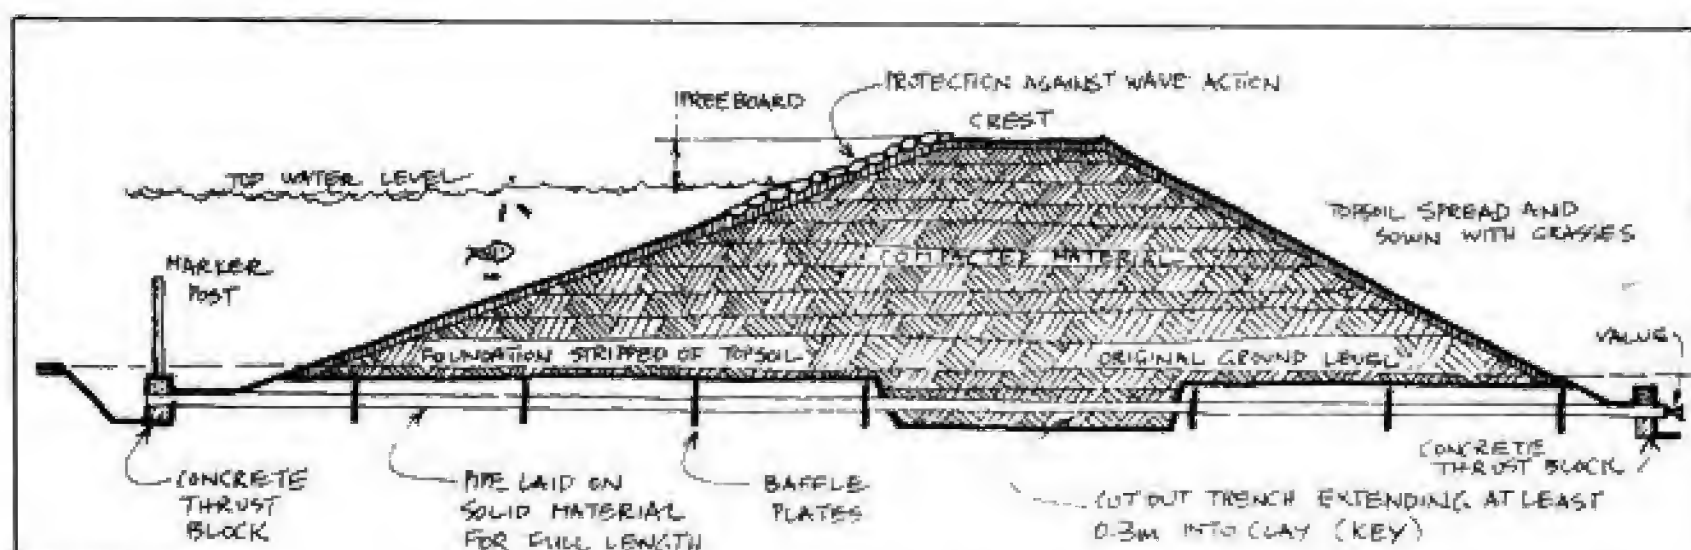 PROTECTION AGAINST WAVE ACTION
FREEBOARD
CREST
TOP WATER LEVEL
TOPSOIL SPREAD AND
SOWN WITH GRASSES
COMPACTED MATERIAL
MARKER
POST
VALVE
FOUNDATION STRIPPED OF TOPSOIL
ORIGINAL GROUND LEVEL
CONCRETE
THRUST
BLOCK
PIPE LAID ON
SOLID MATERIAL
FOR FULL LENGTH
BAFFLE
PLATES
CONCRETE
THRUST BLOCK
CUT OUT TRENCH EXTENDING AT LEAST
0.3m INTO CLAY (KEY)